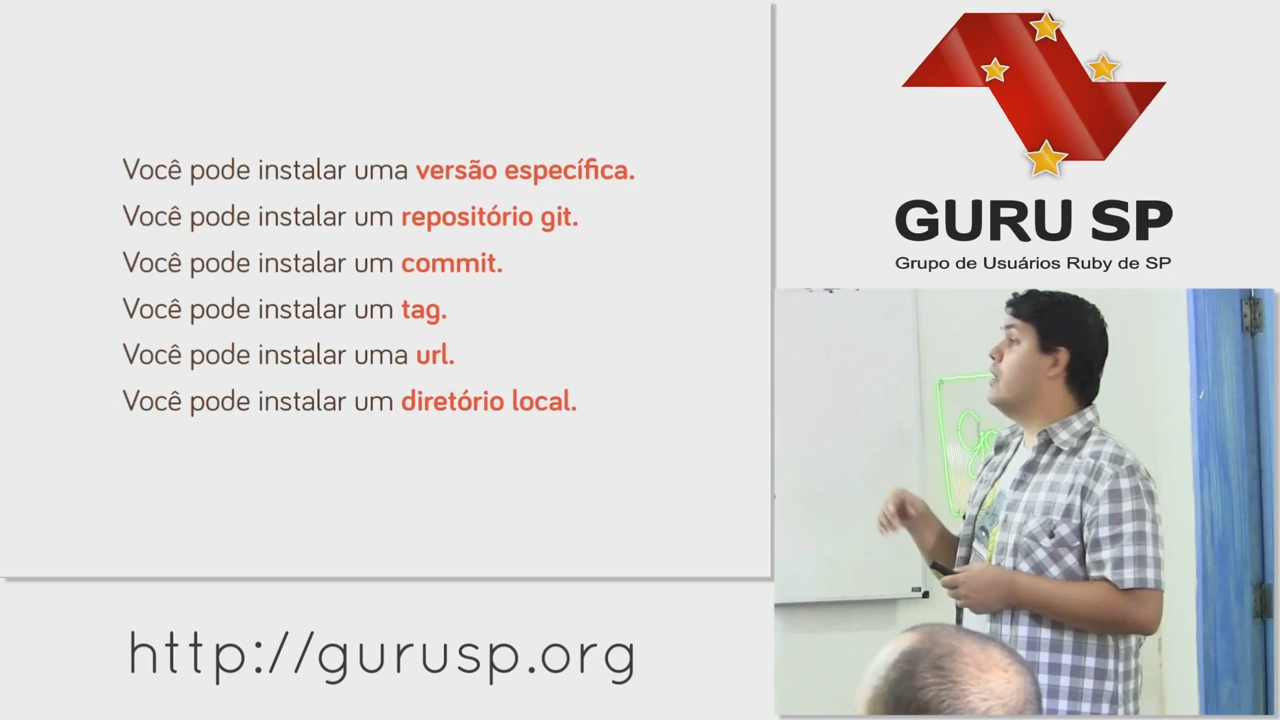 Você pode instalar uma versão específica.
Você pode instalar um repositório git.
Você pode instalar um commit.
Você pode instalar um tag.
Você pode instalar uma url.
Você pode instalar um diretório local.
GURU SP
Grupo de Usuários Ruby de SP
http://gurusp.org